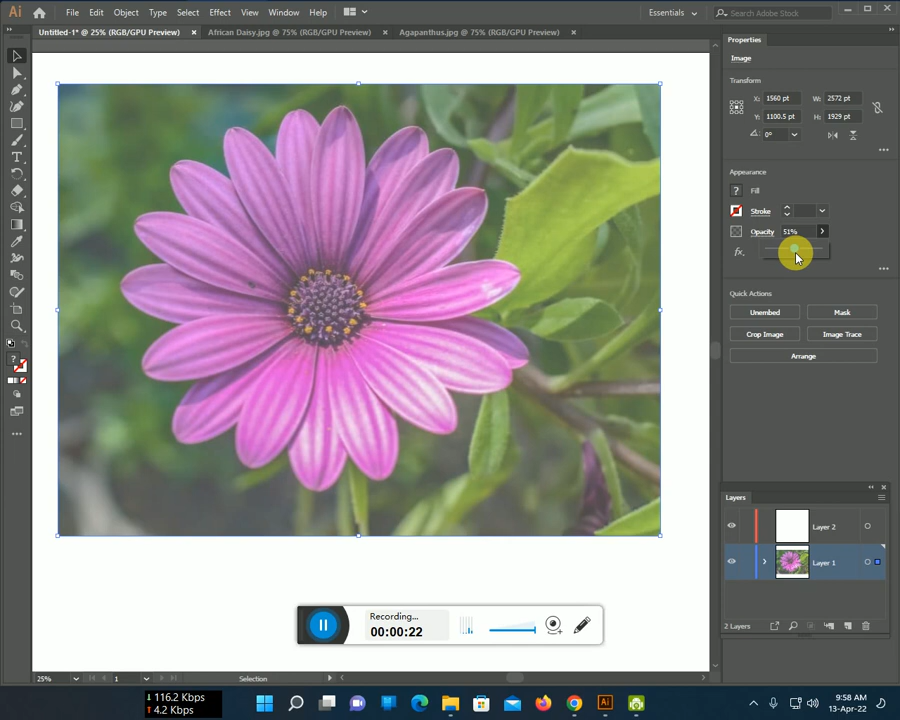 Ai File Edit Object Type Select Effect View Window Help Essentials Search Adobe Stock
Untitled-1* @ 25% (RGB/GPU Preview) × African Daisy.jpg @ 75% (RGB/GPU Preview) × Agapanthus.jpg @ 75% (RGB/GPU Preview) ×
Properties
Image
Transform
X: 1560 pt W: 2572 pt
Y: 1100.5 pt H: 1929 pt
0°
Appearance
? Fill
Stroke
Opacity 51%
fx.
Quick Actions
Unembed Mask
Crop Image Image Trace
Arrange
Layers
Layer 2
Layer 1
2 Layers
Recording...
00:00:22
25% 1 Selection
116.2 Kbps
4.2 Kbps
Ai
9:58 AM
13-Apr-22